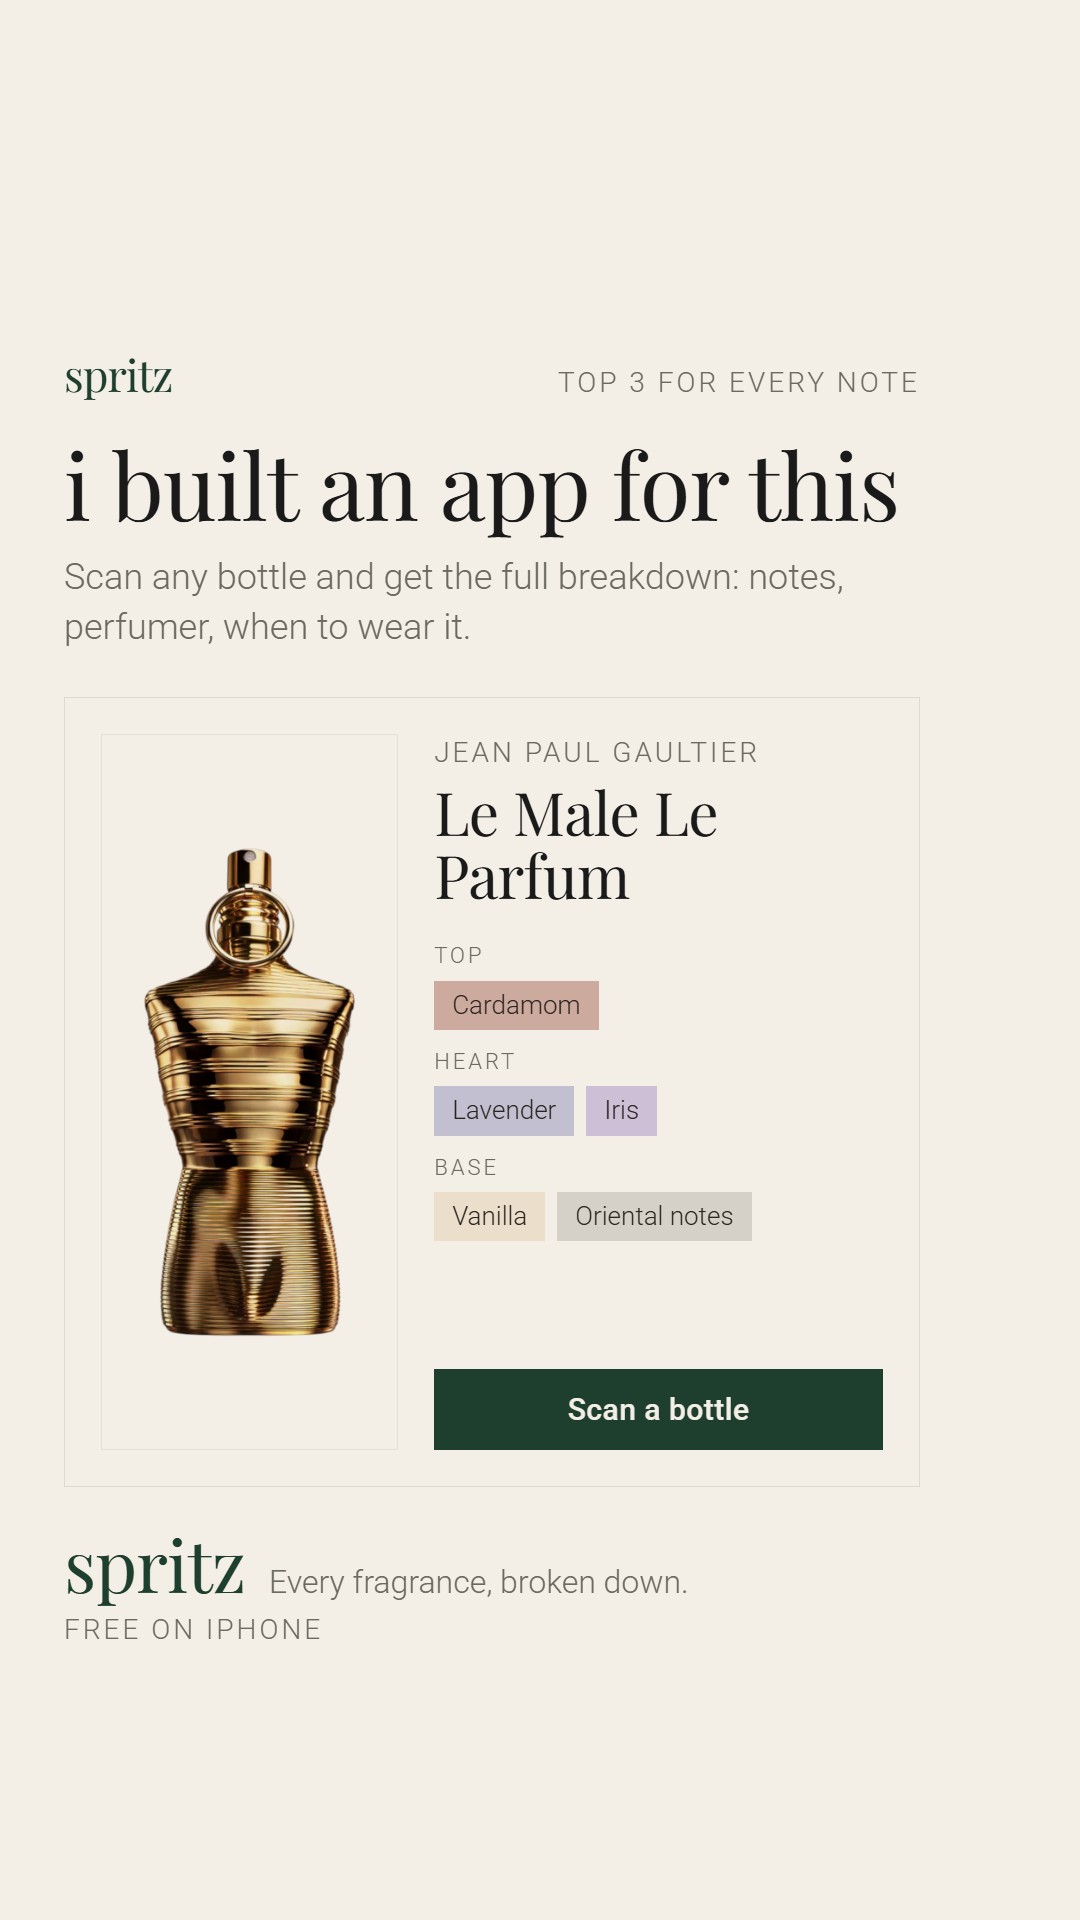 spritz
TOP 3 FOR EVERY NOTE
i built an app for this
Scan any bottle and get the full breakdown: notes,
perfumer, when to wear it.
JEAN PAUL GAULTIER
Le Male Le
Parfum
TOP
Cardamom
HEART
Lavender Iris
BASE
Vanilla Oriental notes
Scan a bottle
spritz Every fragrance, broken down.
FREE ON IPHONE